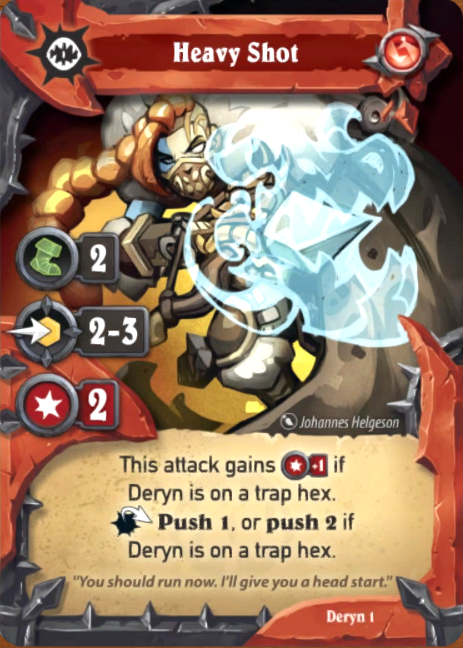 Heavy Shot
2
2-3
2
Johannes Helgeson
This attack gains +1 if
Deryn is on a trap hex.
Push 1, or push 2 if
Deryn is on a trap hex.
"You should run now. I'll give you a head start."
Deryn 1